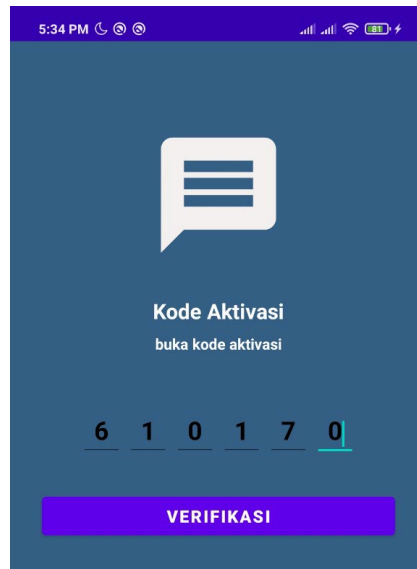 5:34 PM
81
Kode Aktivasi
buka kode aktivasi
6 1 0 1 7 0
VERIFIKASI